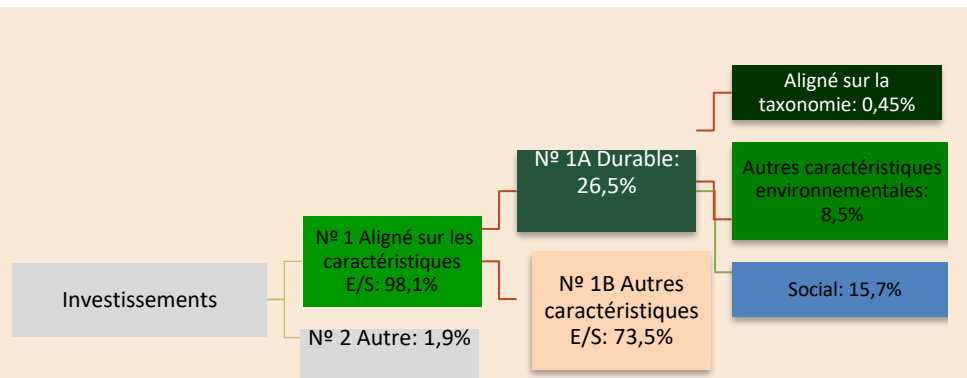 Investissements
Nº 1 Aligné sur les
caractéristiques
E/S: 98,1%
Nº 2 Autre: 1,9%
Nº 1A Durable:
26,5%
Nº 1B Autres
caractéristiques
E/S: 73,5%
Aligné sur la
taxonomie: 0,45%
Autres caractéristiques
environnementales:
8,5%
Social: 15,7%